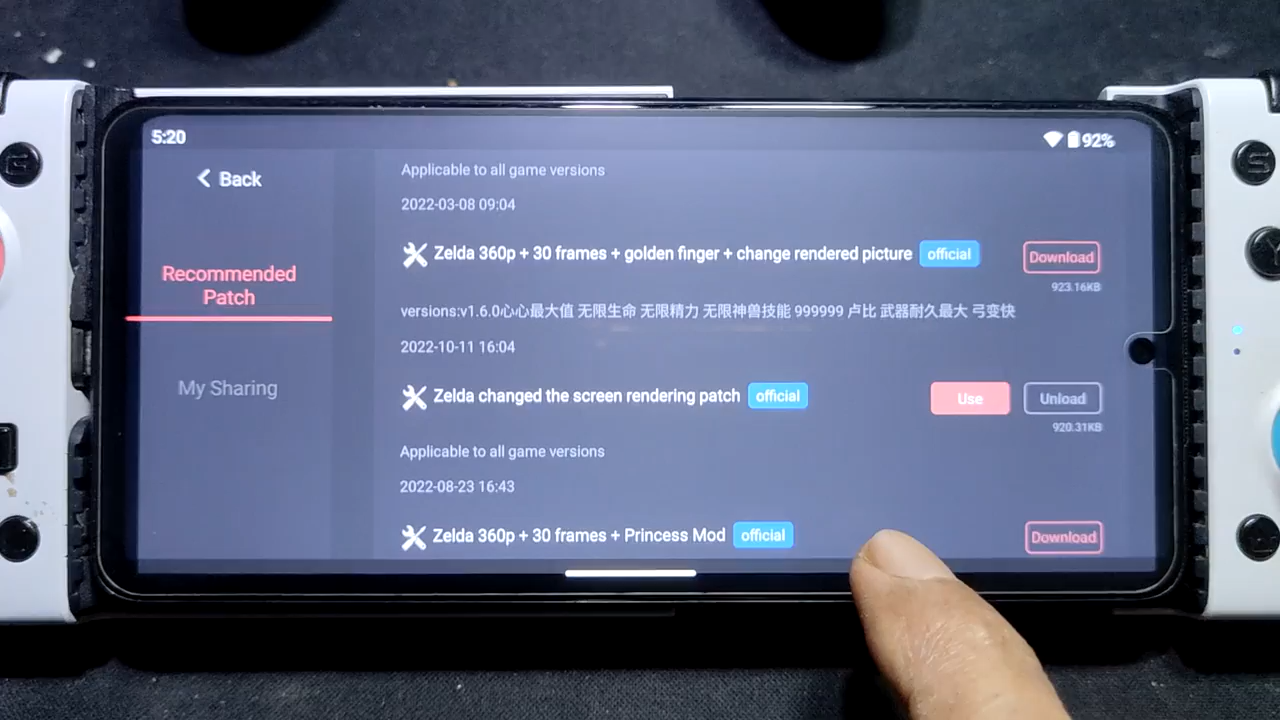 5:20
92%
Back
Recommended
Patch
My Sharing
Applicable to all game versions
2022-03-08 09:04
Zelda 360p + 30 frames + golden finger + change rendered picture official Download
923.16KB
versions:v1.6.0心心最大值 无限生命 无限精力 无限神兽技能 999999 卢比 武器耐久最大 弓变快
2022-10-11 16:04
Zelda changed the screen rendering patch official Use Unload
920.31KB
Applicable to all game versions
2022-08-23 16:43
Zelda 360p + 30 frames + Princess Mod official Download
S